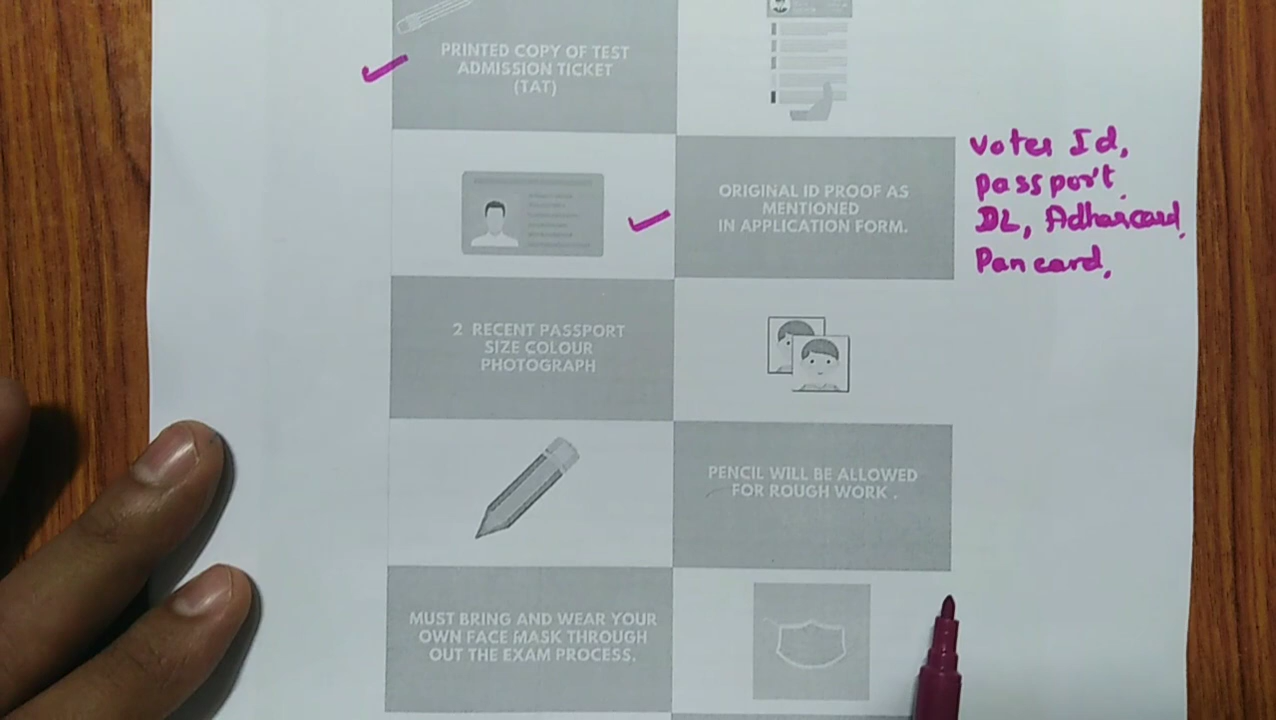 PRINTED COPY OF TEST
ADMISSION TICKET
(TAT)
ORIGINAL ID PROOF AS
MENTIONED
IN APPLICATION FORM.
Voter Id,
passport,
DL, Adharcard,
Pan card,
2 RECENT PASSPORT
SIZE COLOUR
PHOTOGRAPH
PENCIL WILL BE ALLOWED
FOR ROUGH WORK .
MUST BRING AND WEAR YOUR
OWN FACE MASK THROUGH
OUT THE EXAM PROCESS.